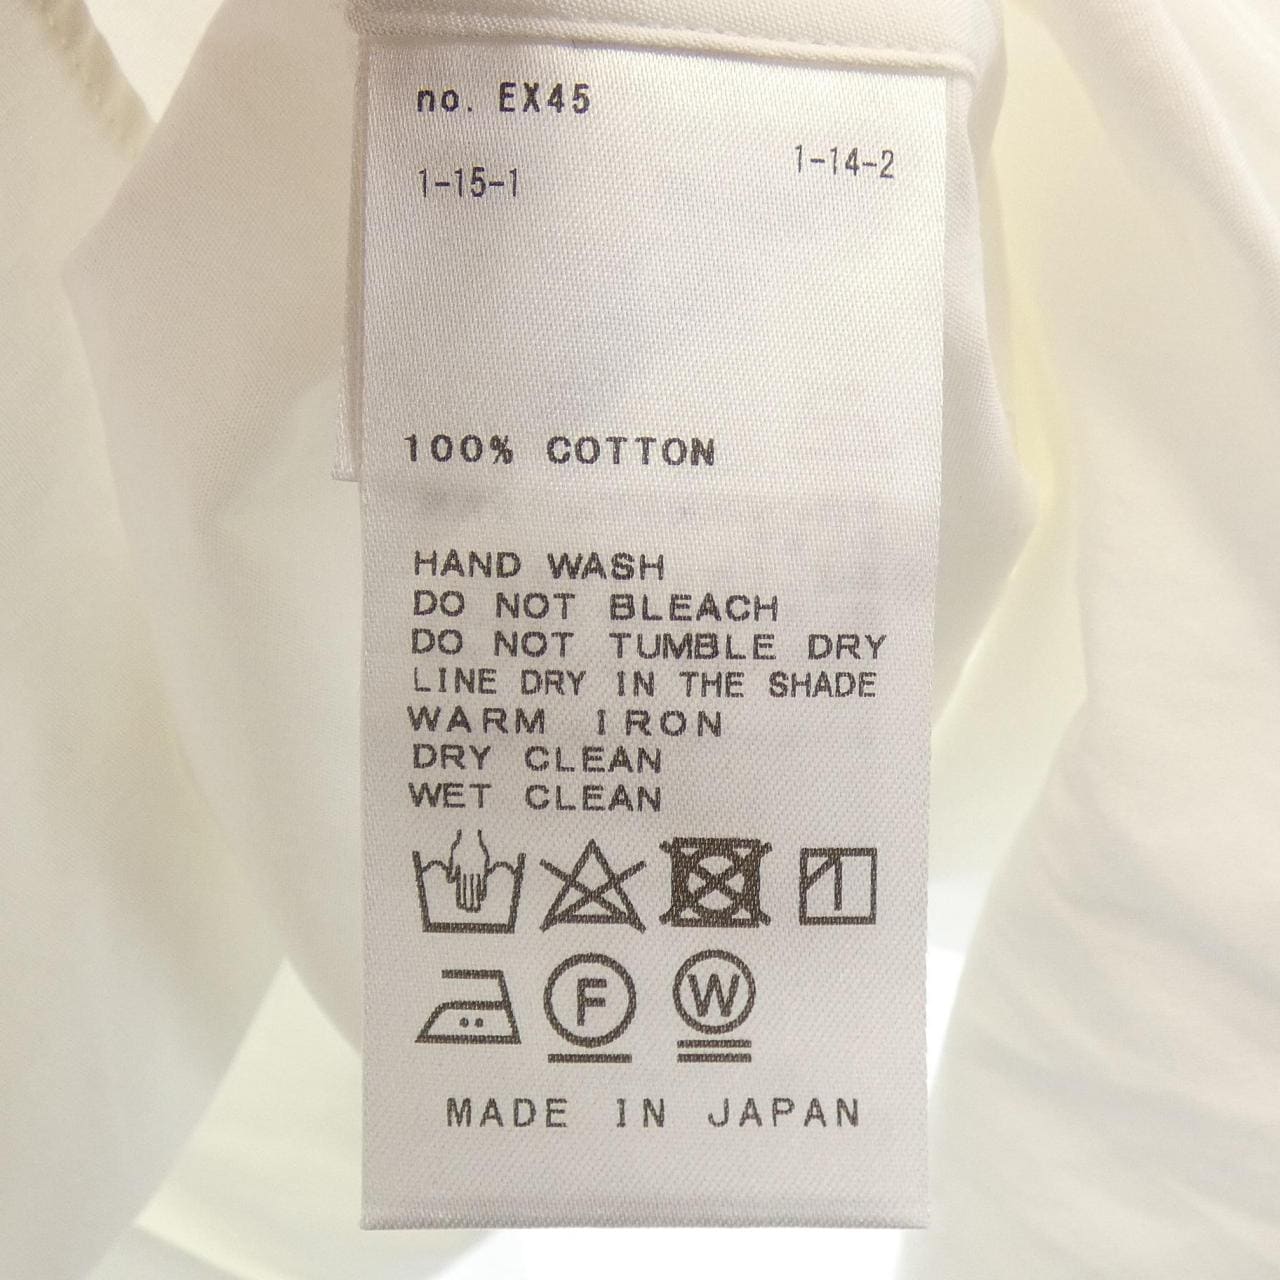 no. EX45
1-14-2
1-15-1
100% COTTON
HAND WASH
DO NOT BLEACH
DO NOT TUMBLE DRY
LINE DRY IN THE SHADE
WARM IRON
DRY CLEAN
WET CLEAN
F W
MADE IN JAPAN